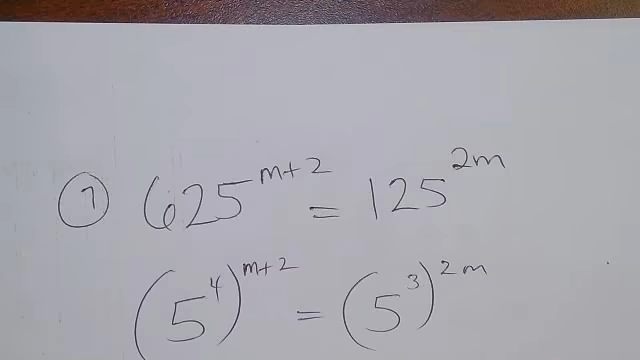 ⑦ 625^{m+2} = 125^{2m}
(5^4)^{m+2} = (5^3)^{2m}